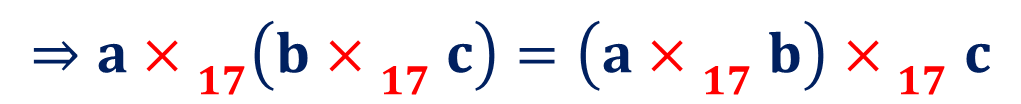 ⇒ a × ₁₇(b × ₁₇ c) = (a × ₁₇ b) × ₁₇ c